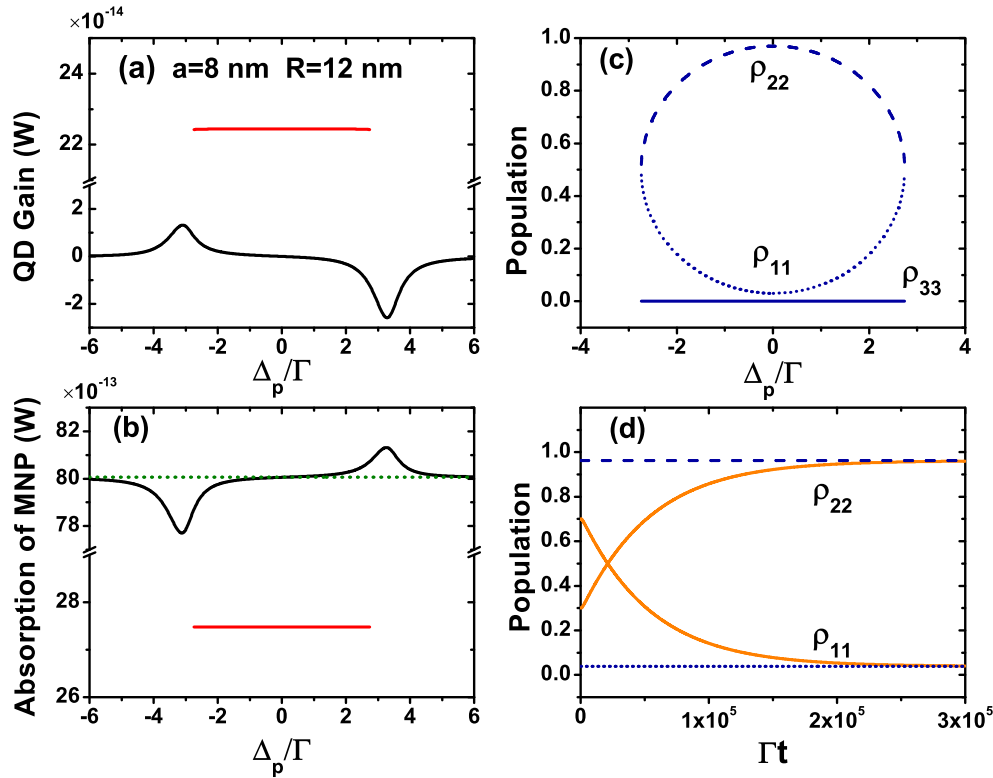 ×10⁻¹⁴
(a) a=8 nm R=12 nm
QD Gain (W)
24
22
2
0
-2
-6 -4 -2 0 2 4 6
Δp/Γ
(c)
Population
1.0
0.8
0.6
0.4
0.2
0.0
ρ22
ρ11
ρ33
-4 -2 0 2 4
Δp/Γ
×10⁻¹³
(b)
Absorption of MNP (W)
82
80
78
28
26
-6 -4 -2 0 2 4 6
Δp/Γ
(d)
Population
1.0
0.8
0.6
0.4
0.2
0.0
ρ22
ρ11
0 1x10⁵ 2x10⁵ 3x10⁵
Γt